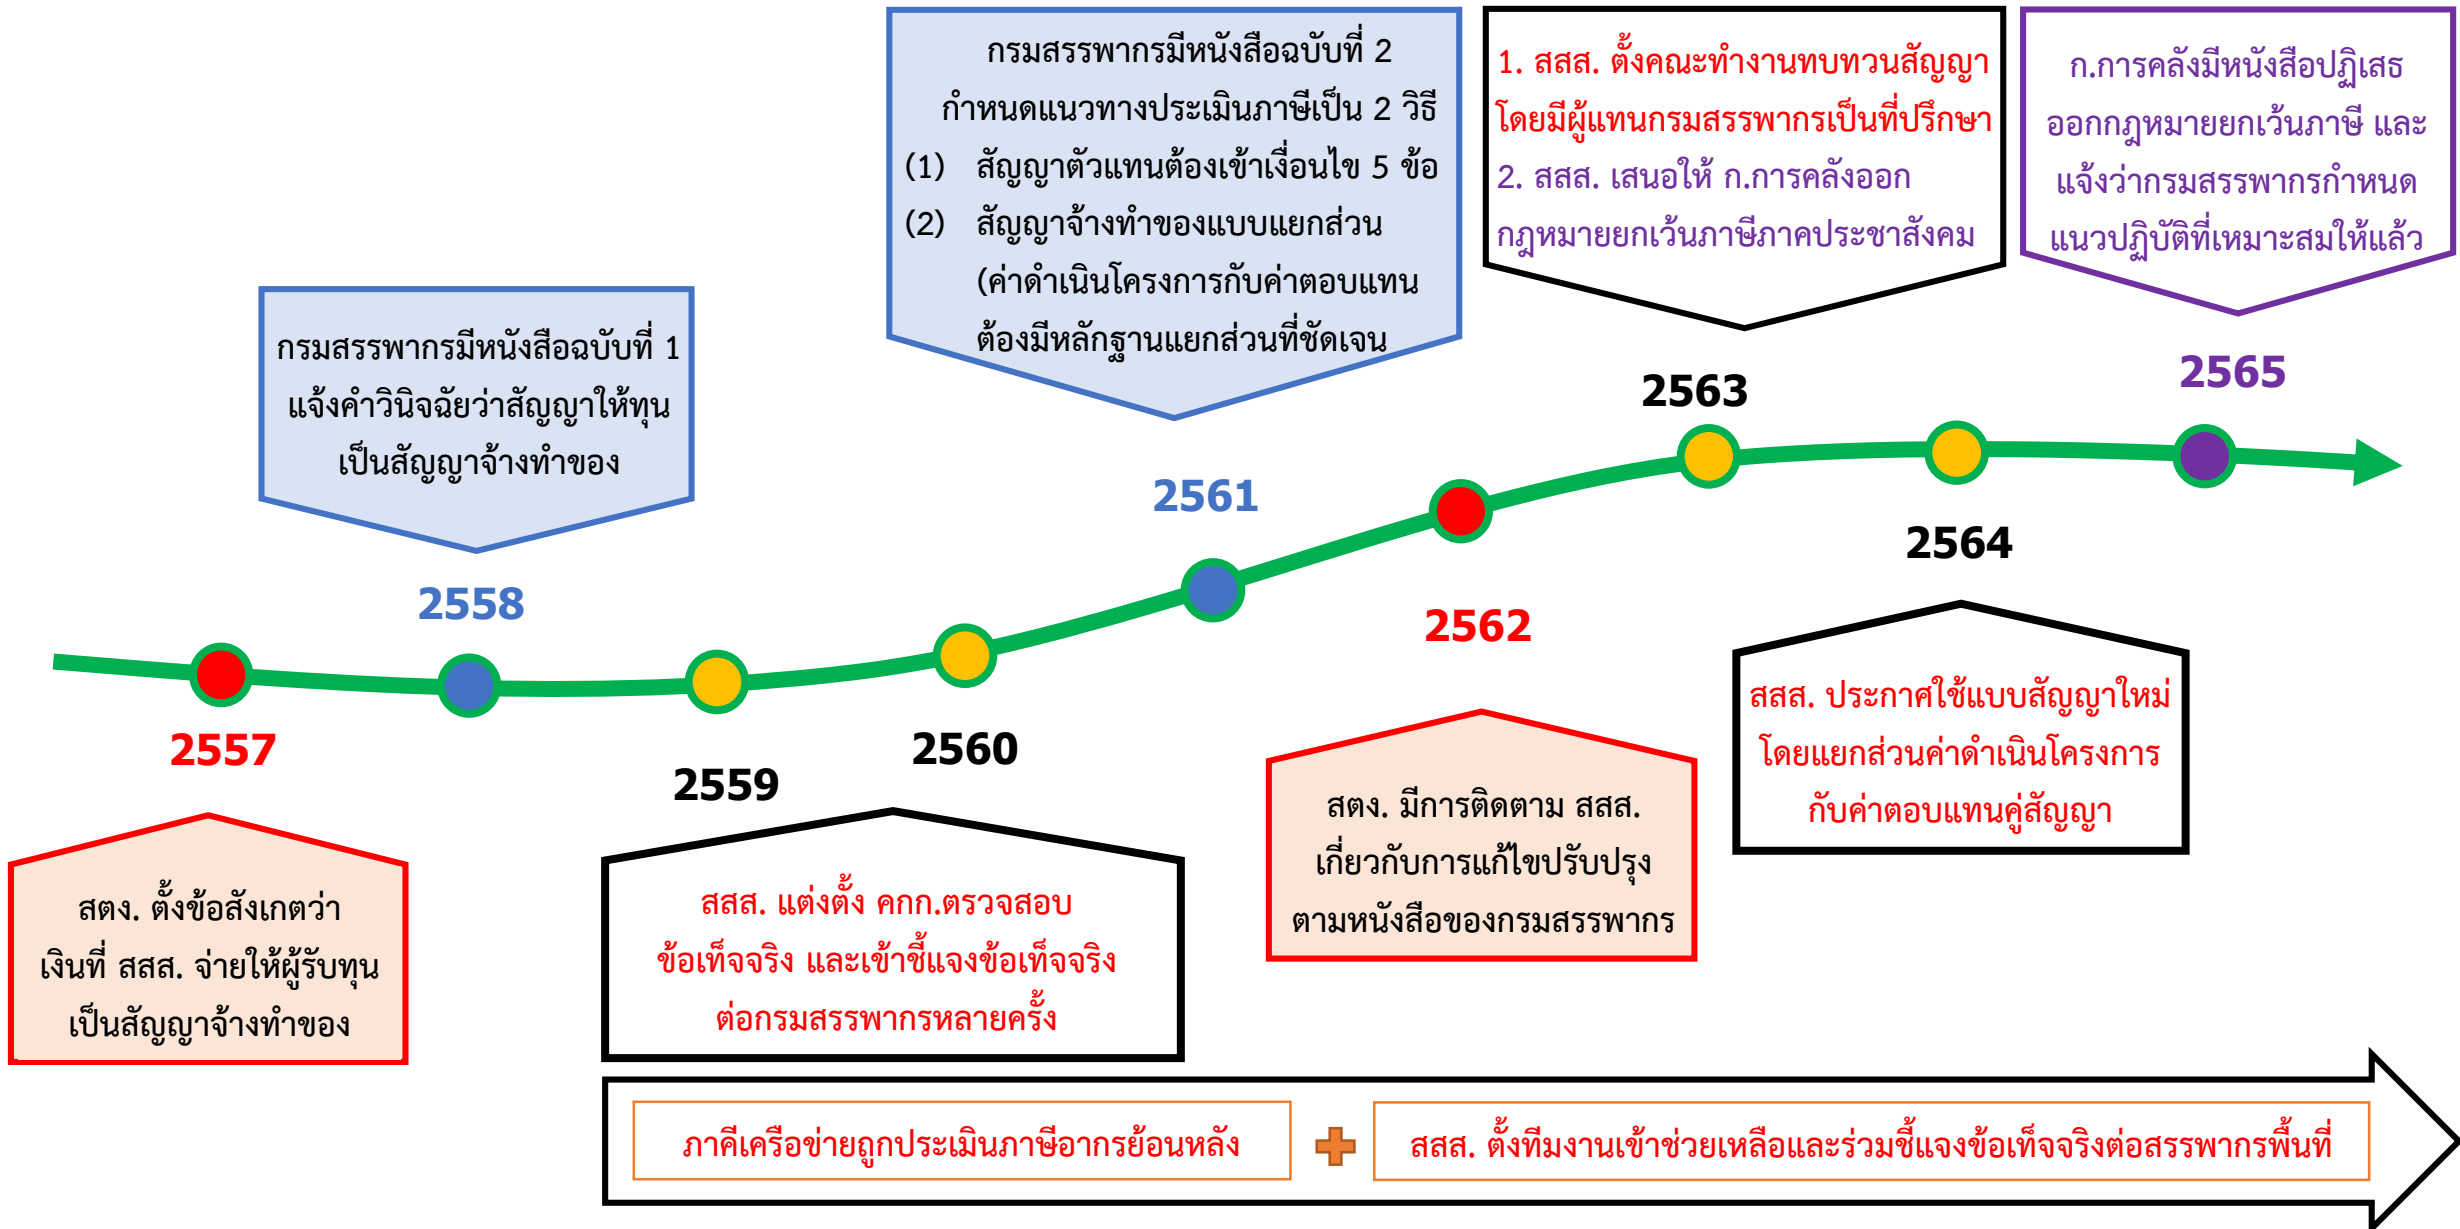 กรมสรรพากรมีหนังสือฉบับที่ 2
กำหนดแนวทางประเมินภาษีเป็น 2 วิธี
(1) สัญญาตัวแทนต้องเข้าเงื่อนไข 5 ข้อ
(2) สัญญาจ้างทำของแบบแยกส่วน
(ค่าดำเนินโครงการกับค่าตอบแทน
ต้องมีหลักฐานแยกส่วนที่ชัดเจน
1. สสส. ตั้งคณะทำงานทบทวนสัญญา
โดยมีผู้แทนกรมสรรพากรเป็นที่ปรึกษา
2. สสส. เสนอให้ ก.การคลังออก
กฎหมายยกเว้นภาษีภาคประชาสังคม
ก.การคลังมีหนังสือปฏิเสธ
ออกกฎหมายยกเว้นภาษี และ
แจ้งว่ากรมสรรพากรกำหนด
แนวปฏิบัติที่เหมาะสมให้แล้ว
กรมสรรพากรมีหนังสือฉบับที่ 1
แจ้งคำวินิจฉัยว่าสัญญาให้ทุน
เป็นสัญญาจ้างทำของ
2565
2563
2561
2564
2558
2562
2557
2560
2559
สสส. ประกาศใช้แบบสัญญาใหม่
โดยแยกส่วนค่าดำเนินโครงการ
กับค่าตอบแทนคู่สัญญา
สตง. มีการติดตาม สสส.
เกี่ยวกับการแก้ไขปรับปรุง
ตามหนังสือของกรมสรรพากร
สตง. ตั้งข้อสังเกตว่า
เงินที่ สสส. จ่ายให้ผู้รับทุน
เป็นสัญญาจ้างทำของ
สสส. แต่งตั้ง คกก.ตรวจสอบ
ข้อเท็จจริง และเข้าชี้แจงข้อเท็จจริง
ต่อกรมสรรพากรหลายครั้ง
ภาคีเครือข่ายถูกประเมินภาษีอากรย้อนหลัง
สสส. ตั้งทีมงานเข้าช่วยเหลือและร่วมชี้แจงข้อเท็จจริงต่อสรรพากรพื้นที่